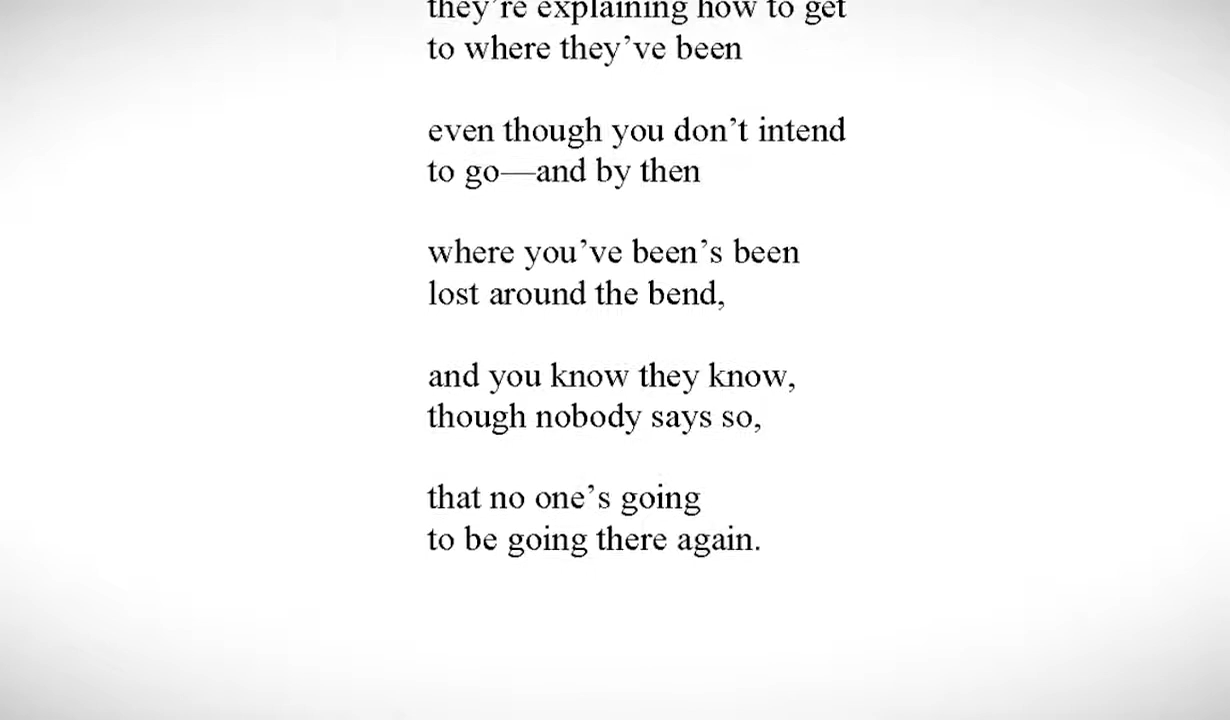 they’re explaining how to get
to where they’ve been
even though you don’t intend
to go—and by then
where you’ve been’s been
lost around the bend,
and you know they know,
though nobody says so,
that no one’s going
to be going there again.